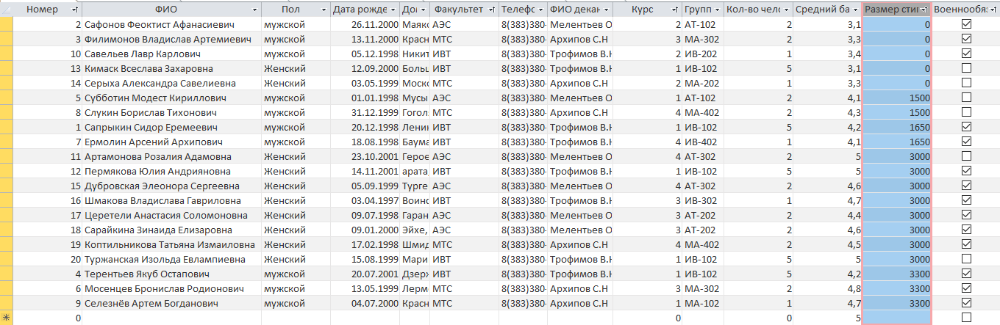 Номер ФИО Пол Дата рожде До Факультет Телефо ФИО декан Курс Групп Кол-во чело Средний ба Размер сти Военнообяз
2 Сафонов Феоктист Афанасиевич мужской 26.11.2000 Маяко АЭС 8(383)380- Мелентьев О 2 АТ-102 2 3,1 0
3 Филимонов Владислав Артемиевич мужской 13.11.2000 Красн МТС 8(383)380- Архипов С.Н 3 МА-302 2 3,3 0
10 Савельев Лавр Карлович мужской 05.12.1998 Никит ИВТ 8(383)380- Трофимов В.К 2 ИВ-202 1 3,4 0
13 Кимаск Всеслава Захаровна Женский 12.09.2000 Больш ИВТ 8(383)380- Трофимов В.К 1 ИВ-102 5 3,1 0
14 Серыха Александра Савелиевна Женский 03.05.1999 Моско МТС 8(383)380- Архипов С.Н 2 МА-202 1 3,3 0
5 Субботин Модест Кириллович мужской 01.01.1998 Мусы АЭС 8(383)380- Мелентьев О 1 АТ-102 2 4,1 1500
8 Слукин Борислав Тихонович мужской 31.12.1999 Гогол МТС 8(383)380- Архипов С.Н 4 МА-402 2 4,3 1500
1 Сапрыкин Сидор Еремеевич мужской 20.12.1998 Ленин ИВТ 8(383)380- Трофимов В.К 1 ИВ-102 5 4,2 1650
7 Ермолин Арсений Архипович мужской 18.08.1998 Баума ИВТ 8(383)380- Трофимов В.К 4 ИВ-402 1 4,1 1650
11 Артамонова Розалия Адамовна Женский 23.10.2001 Герое АЭС 8(383)380- Мелентьев О 4 АТ-302 2 5 3000
12 Пермякова Юлия Андрияновна Женский 14.11.2001 арата, ИВТ 8(383)380- Трофимов В.К 1 ИВ-102 5 5 3000
15 Дубровская Элеонора Сергеевна Женский 05.09.1999 Турге АЭС 8(383)380- Мелентьев О 4 АТ-302 2 4,6 3000
16 Шмакова Владислава Гавриловна Женский 03.04.1997 Воинс ИВТ 8(383)380- Трофимов В.К 3 ИВ-302 1 4,7 3000
17 Церетели Анастасия Соломоновна Женский 09.07.1998 Гаран АЭС 8(383)380- Мелентьев О 3 АТ-202 2 4,4 3000
18 Сарайкина Зинаида Елизаровна Женский 09.01.2000 Эйхе, АЭС 8(383)380- Мелентьев О 3 АТ-202 2 4,6 3000
19 Коптильникова Татьяна Измаиловна Женский 17.02.1998 Шмид МТС 8(383)380- Архипов С.Н 4 МА-402 2 4,5 3000
20 Туржанская Изольда Евлампиевна Женский 15.08.1999 Мари ИВТ 8(383)380- Трофимов В.К 1 ИВ-102 5 5 3000
4 Терентьев Якуб Остапович мужской 20.07.2001 Дзерж ИВТ 8(383)380- Трофимов В.К 1 ИВ-102 5 4,2 3300
6 Мосенцев Бронислав Родионович мужской 13.05.1999 Лермо МТС 8(383)380- Архипов С.Н 3 МА-302 2 4,8 3300
9 Селезнёв Артем Богданович мужской 04.07.2000 Красн МТС 8(383)380- Архипов С.Н 1 МА-102 1 4,7 3300
0 0 0 5